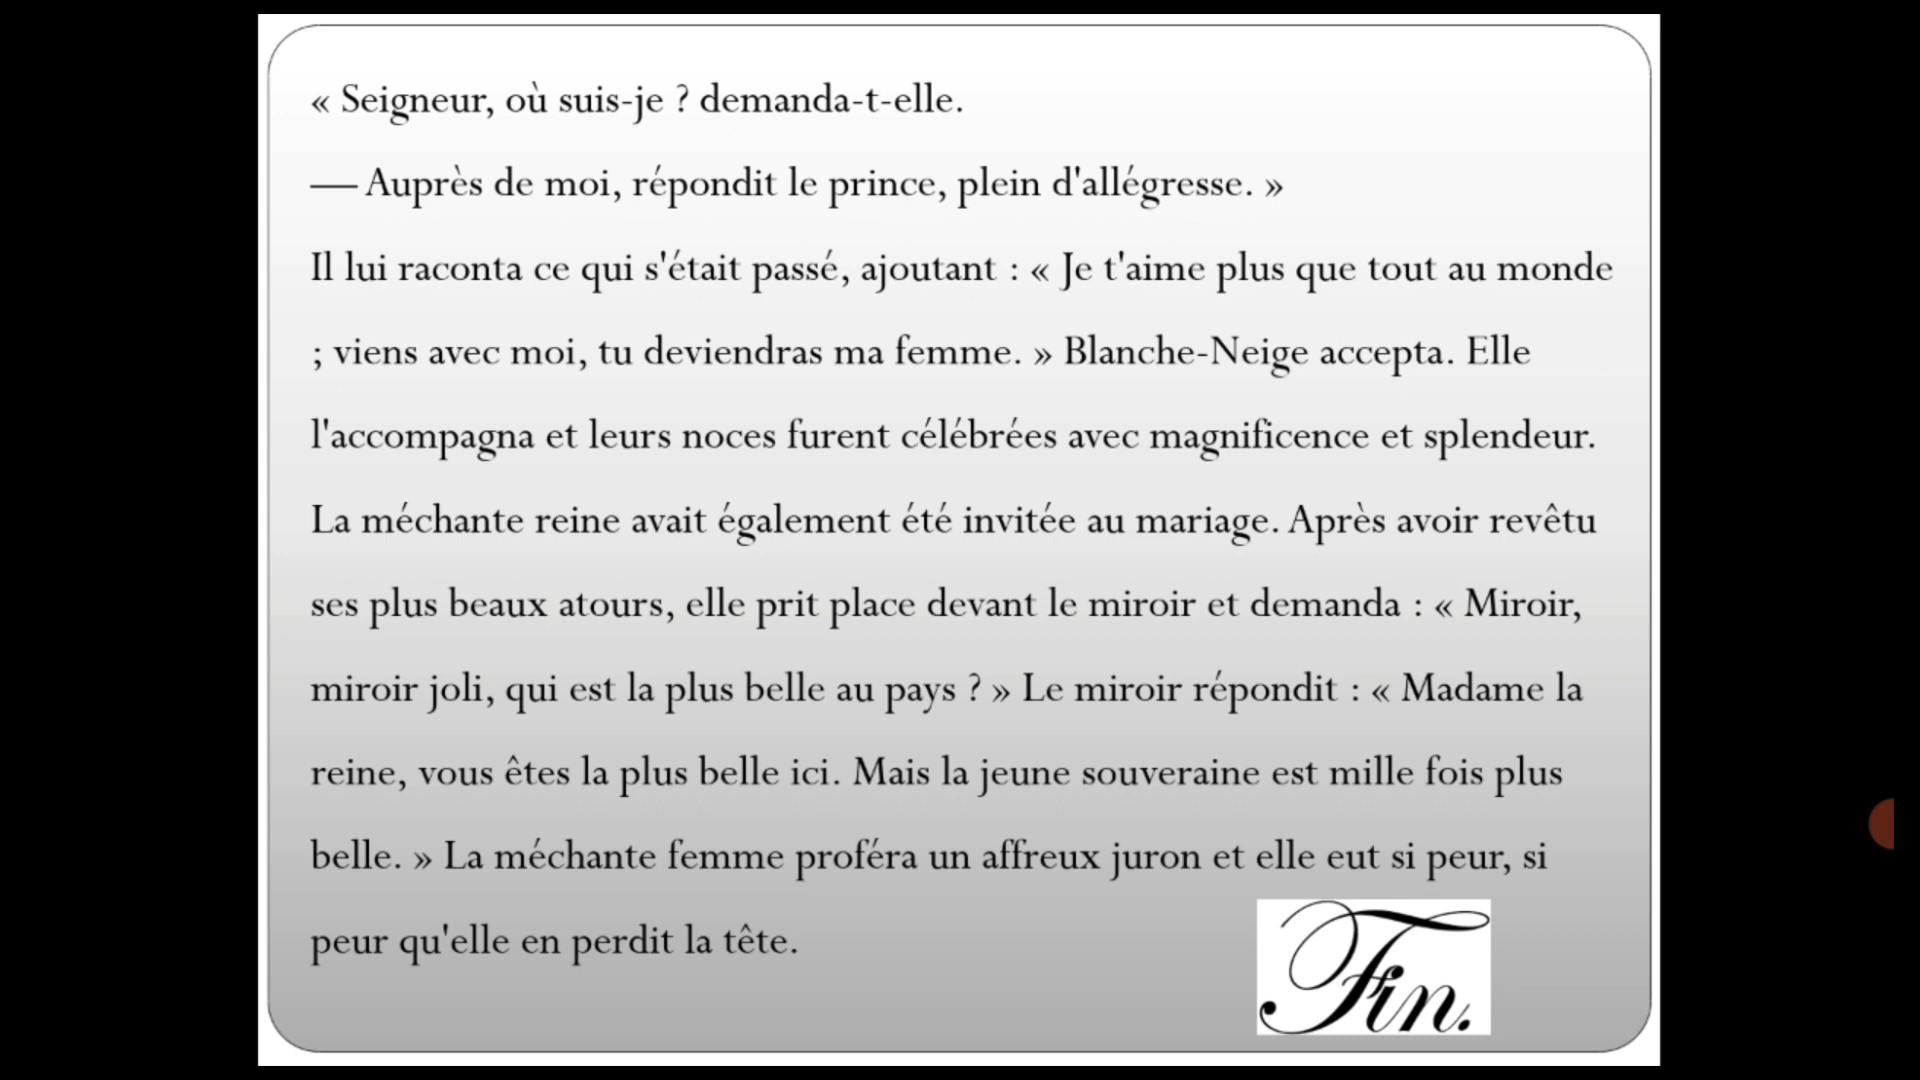 « Seigneur, où suis-je ? demanda-t-elle.
— Auprès de moi, répondit le prince, plein d'allégresse. »
Il lui raconta ce qui s'était passé, ajoutant : « Je t'aime plus que tout au monde
; viens avec moi, tu deviendras ma femme. » Blanche-Neige accepta. Elle
l'accompagna et leurs noces furent célébrées avec magnificence et splendeur.
La méchante reine avait également été invitée au mariage. Après avoir revêtu
ses plus beaux atours, elle prit place devant le miroir et demanda : « Miroir,
miroir joli, qui est la plus belle au pays ? » Le miroir répondit : « Madame la
reine, vous êtes la plus belle ici. Mais la jeune souveraine est mille fois plus
belle. » La méchante femme proféra un affreux juron et elle eut si peur, si
peur qu'elle en perdit la tête.
Fin.